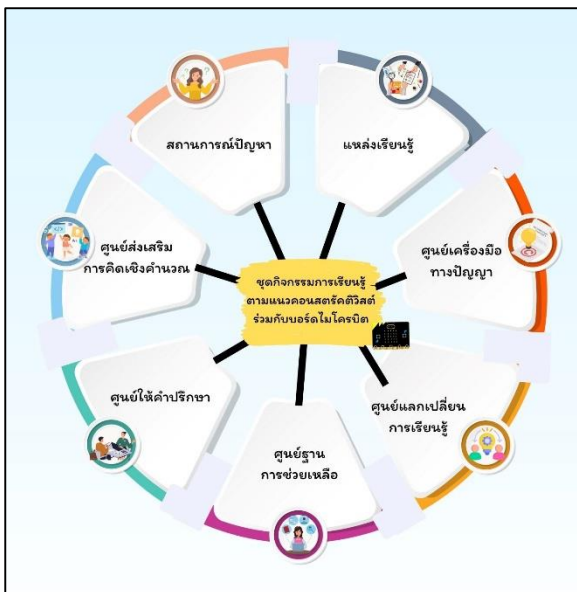 สถานการณ์ปัญหา
แหล่งเรียนรู้
ศูนย์ส่งเสริม
การคิดเชิงคำนวณ
ศูนย์เครื่องมือ
ทางปัญญา
ชุดกิจกรรมการเรียนรู้
ตามแนวคอนสตรัคติวิสต์
ร่วมกับบอร์ดไมโครบิต
ศูนย์ให้คำปรึกษา
ศูนย์แลกเปลี่ยน
การเรียนรู้
ศูนย์ฐาน
การช่วยเหลือ